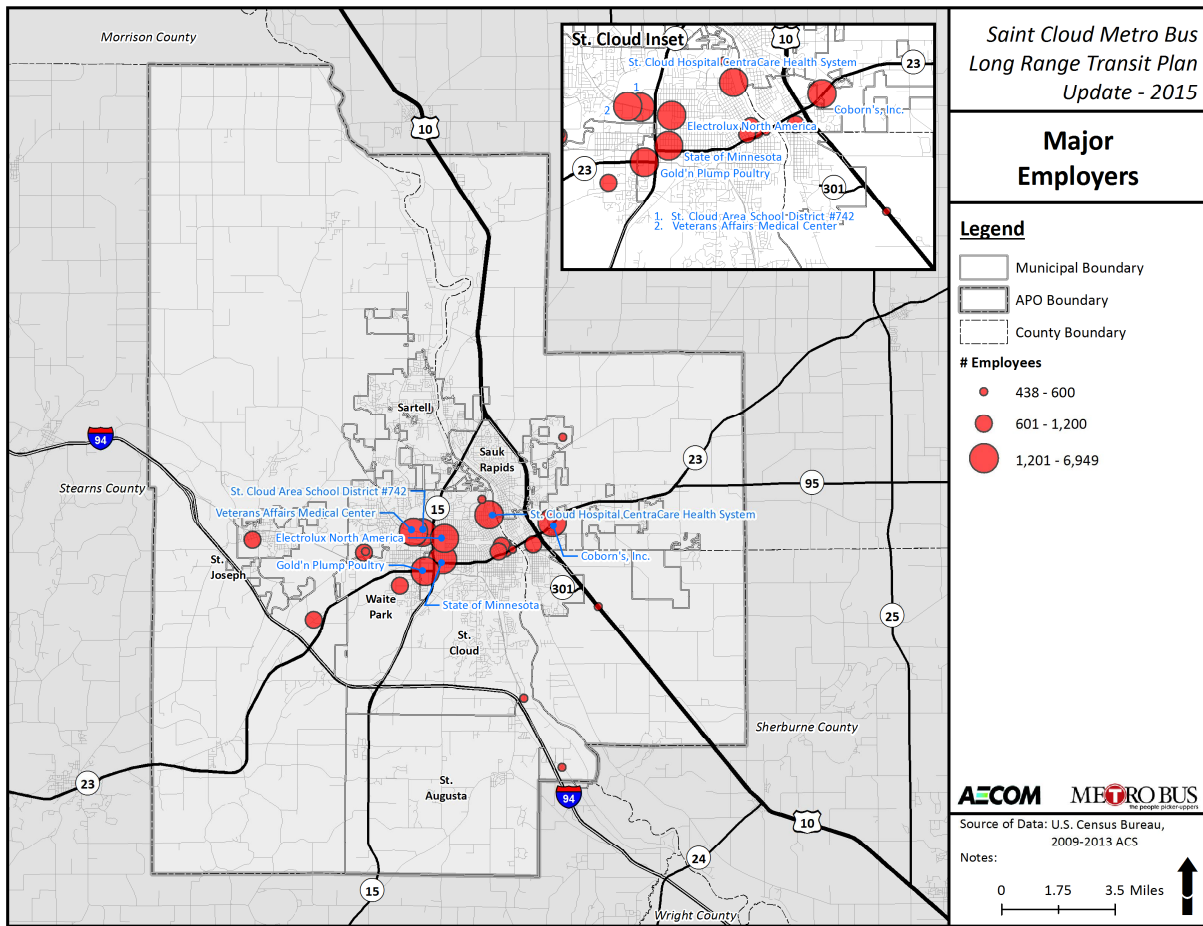 Morrison County
10
St. Cloud Inset
10
St. Cloud Hospital,CentraCare Health System
23
1
2
Coborn's, Inc.
Electrolux North America
State of Minnesota
23
Gold'n Plump Poultry
301
1. St. Cloud Area School District #742
2. Veterans Affairs Medical Center
Sartell
94
Sauk
Rapids
23
Stearns County
95
St. Cloud Area School District #742
15
Veterans Affairs Medical Center
St. Cloud Hospital,CentraCare Health System
Electrolux North America
Coborn's, Inc.
St.
Joseph
Gold'n Plump Poultry
301
Waite
Park
State of Minnesota
25
St.
Cloud
Sherburne County
23
St.
Augusta
94
10
24
15
Wright County
Saint Cloud Metro Bus
Long Range Transit Plan
Update - 2015
Major
Employers
Legend
Municipal Boundary
APO Boundary
County Boundary
# Employees
438 - 600
601 - 1,200
1,201 - 6,949
AECOM
METRO BUS
the people picker-uppers
Source of Data: U.S. Census Bureau,
2009-2013 ACS
Notes:
0 1.75 3.5 Miles